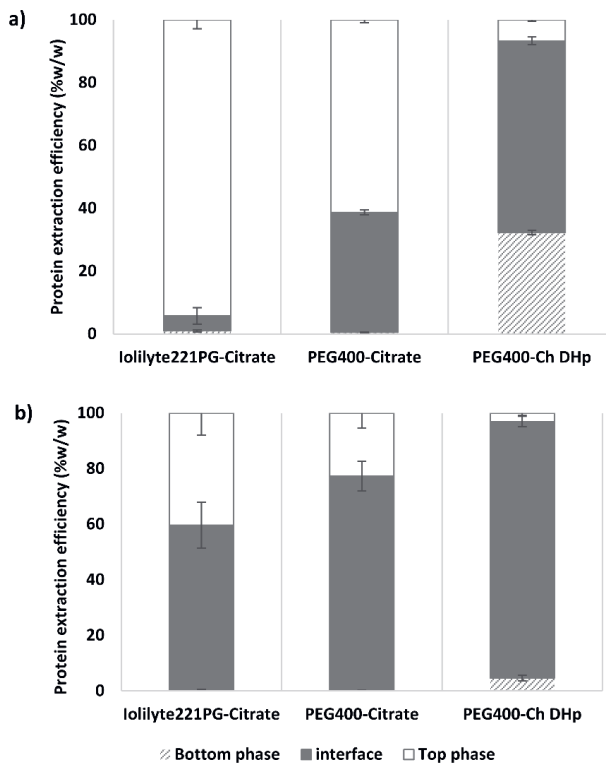 a)
Protein extraction efficiency (%w/w)
100
80
60
40
20
0
Iolilyte221PG-Citrate PEG400-Citrate PEG400-Ch DHp
b)
Protein extraction efficiency (%w/w)
100
80
60
40
20
0
Iolilyte221PG-Citrate PEG400-Citrate PEG400-Ch DHp
Bottom phase interface Top phase